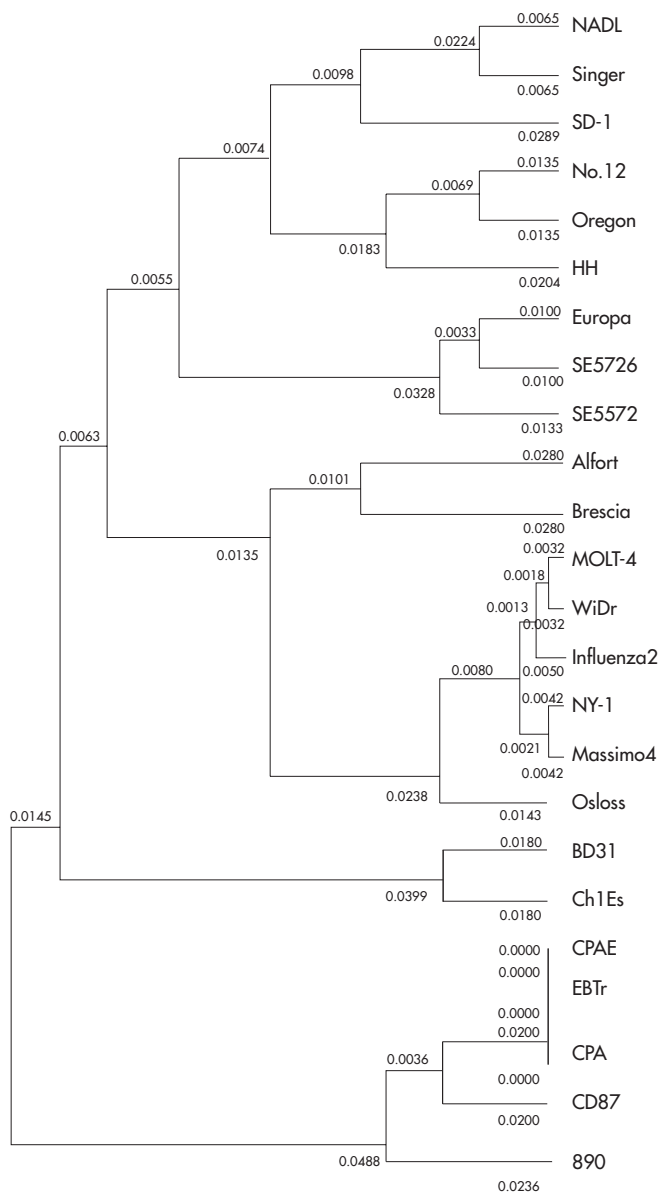 0.0065
NADL
0.0224
Singer
0.0065
0.0098
SD-1
0.0289
0.0074
0.0135
No.12
0.0069
Oregon
0.0135
0.0183
HH
0.0204
0.0055
0.0100
Europa
0.0033
SE5726
0.0100
0.0328
SE5572
0.0133
0.0063
0.0280
Alfort
0.0101
Brescia
0.0280
0.0135
0.0032
MOLT-4
0.0018
WiDr
0.0032
0.0013
Influenza2
0.0050
0.0080
0.0042
NY-1
0.0021
Massimo4
0.0042
0.0238
Osloss
0.0143
0.0145
0.0180
BD31
0.0399
Ch1Es
0.0180
0.0000
CPAE
0.0000
EBTr
0.0000
0.0200
CPA
0.0036
0.0000
CD87
0.0200
0.0488
890
0.0236